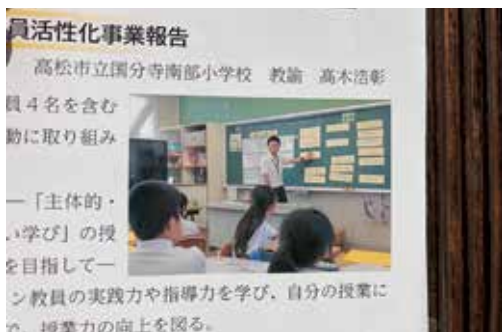 員活性化事業報告
高松市立国分寺南部小学校 教諭 高木浩彰
員4名を含む
動に取り組み
―「主体的・
い学び」の授
を目指して―
ン教員の実践力や指導力を学び，自分の授業に
で，授業力の向上を図る。